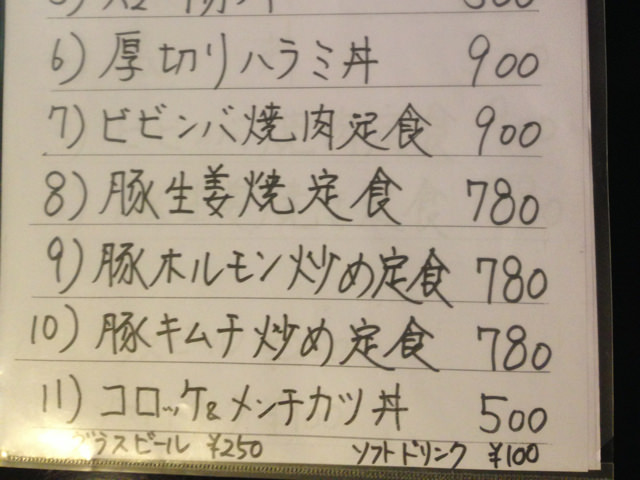 6) 厚切りハラミ丼 900
7) ビビンバ焼肉定食 900
8) 豚生姜焼定食 780
9) 豚ホルモン炒め定食 780
10) 豚キムチ炒め定食 780
11) コロッケ&メンチカツ丼 500
グラスビール ¥250 ソフトドリンク ¥100